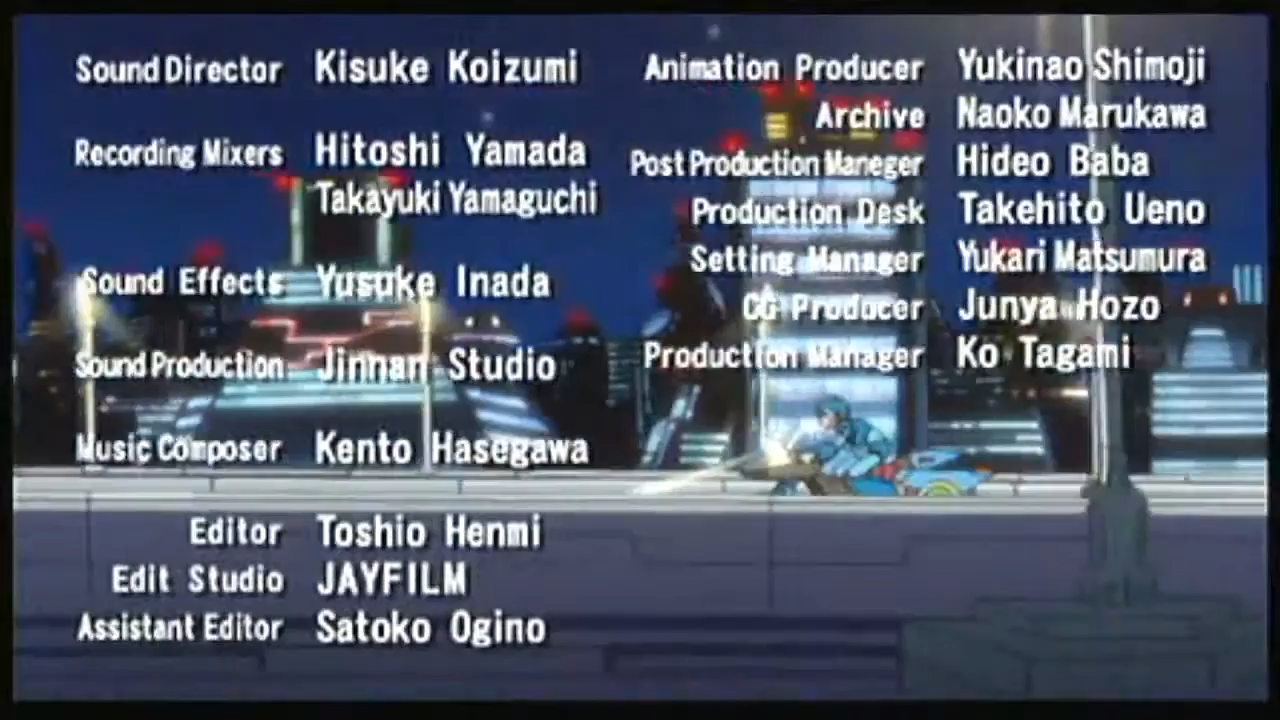 Sound Director Kisuke Koizumi
Recording Mixers Hitoshi Yamada
Takayuki Yamaguchi
Sound Effects Yusuke Inada
Sound Production Jinnan Studio
Music Composer Kento Hasegawa
Editor Toshio Henmi
Edit Studio JAYFILM
Assistant Editor Satoko Ogino
Animation Producer Yukinao Shimoji
Archive Naoko Marukawa
Post Production Maneger Hideo Baba
Production Desk Takehito Ueno
Setting Manager Yukari Matsumura
CG Producer Junya Hozo
Production Manager Ko Tagami